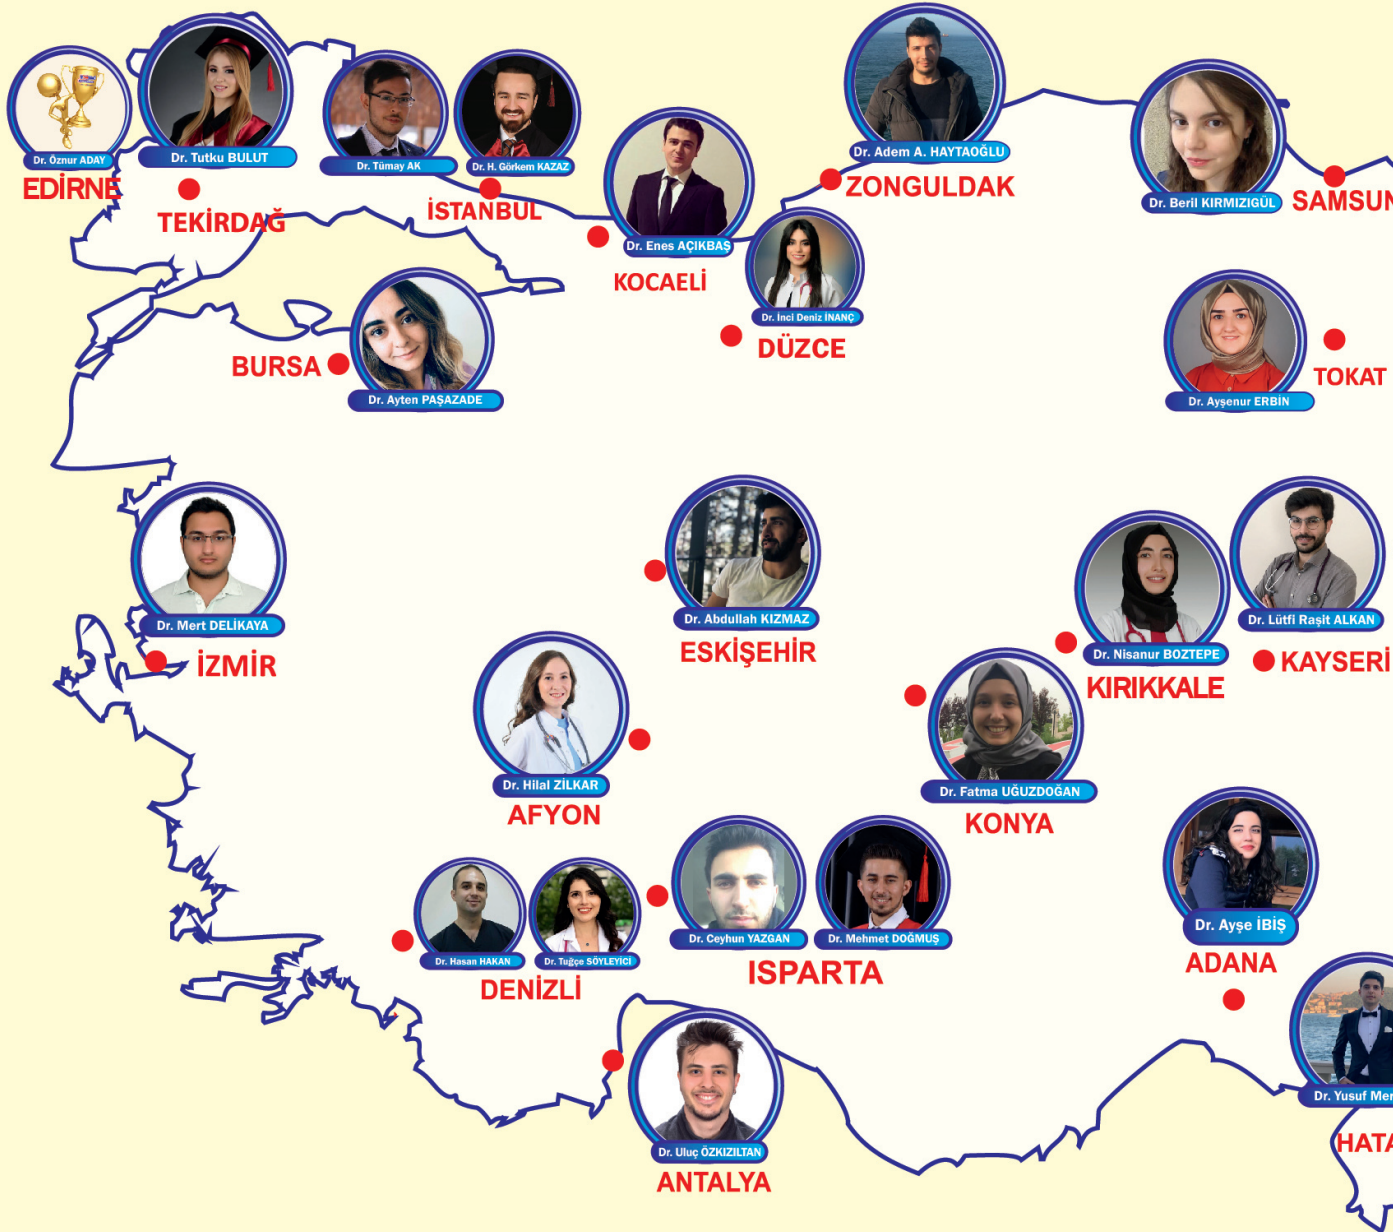 Dr. Öznur ADAY
EDİRNE
Dr. Tutku BULUT
TEKİRDAĞ
Dr. Tümay AK
Dr. H. Görkem KAZAZ
İSTANBUL
Dr. Enes AÇIKBAŞ
KOCAELİ
Dr. Adem A. HAYTAOĞLU
ZONGULDAK
Dr. İnci Deniz İNANÇ
DÜZCE
Dr. Beril KIRMIZIGÜL
SAMSUN
Dr. Ayten PAŞAZADE
BURSA
Dr. Ayşenur ERBİN
TOKAT
Dr. Mert DELİKAYA
İZMİR
Dr. Abdullah KIZMAZ
ESKİŞEHİR
Dr. Nisanur BOZTEPE
KIRIKKALE
Dr. Lütfi Raşit ALKAN
KAYSERİ
Dr. Hilal ZİLKAR
AFYON
Dr. Fatma UĞUZDOĞAN
KONYA
Dr. Hasan HAKAN
Dr. Tuğçe SÖYLEYİCİ
DENİZLİ
Dr. Ceyhun YAZGAN
Dr. Mehmet DOĞMUŞ
ISPARTA
Dr. Ayşe İBİŞ
ADANA
Dr. Uluç ÖZKIZILTAN
ANTALYA
Dr. Yusuf Mer
HATA